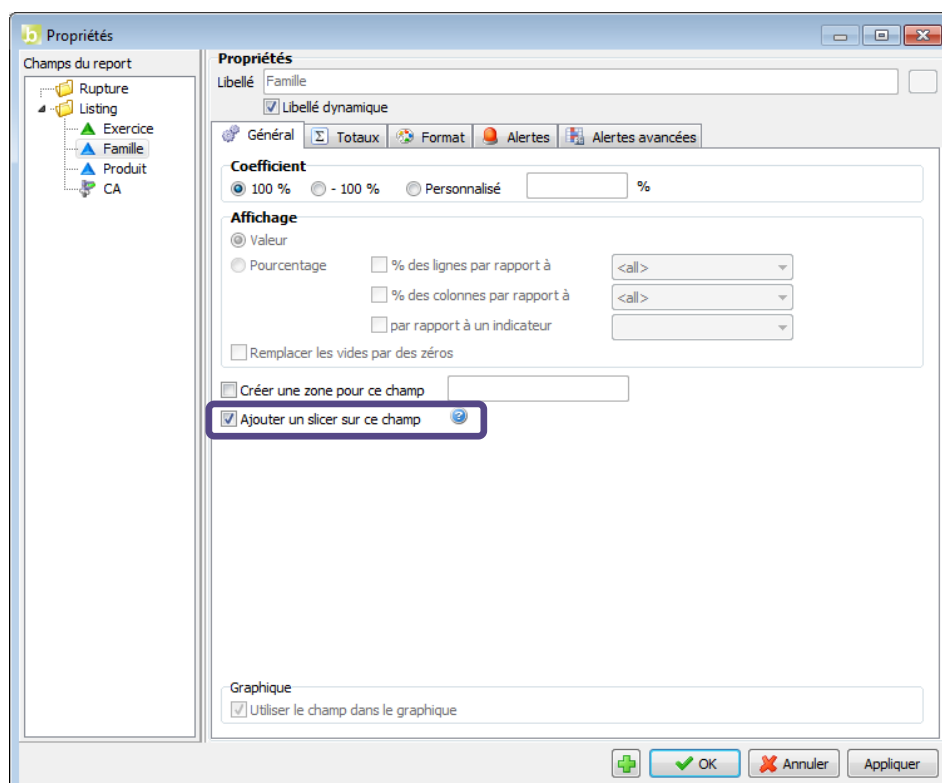 Propriétés
Champs du report
Rupture
Listing
Exercice
Famille
Produit
CA
Propriétés
Libellé Famille
Libellé dynamique
Général Totaux Format Alertes Alertes avancées
Coefficient
100 % - 100 % Personnalisé %
Affichage
Valeur
Pourcentage % des lignes par rapport à <all>
% des colonnes par rapport à <all>
par rapport à un indicateur
Remplacer les vides par des zéros
Créer une zone pour ce champ
Ajouter un slicer sur ce champ
Graphique
Utiliser le champ dans le graphique
OK Annuler Appliquer